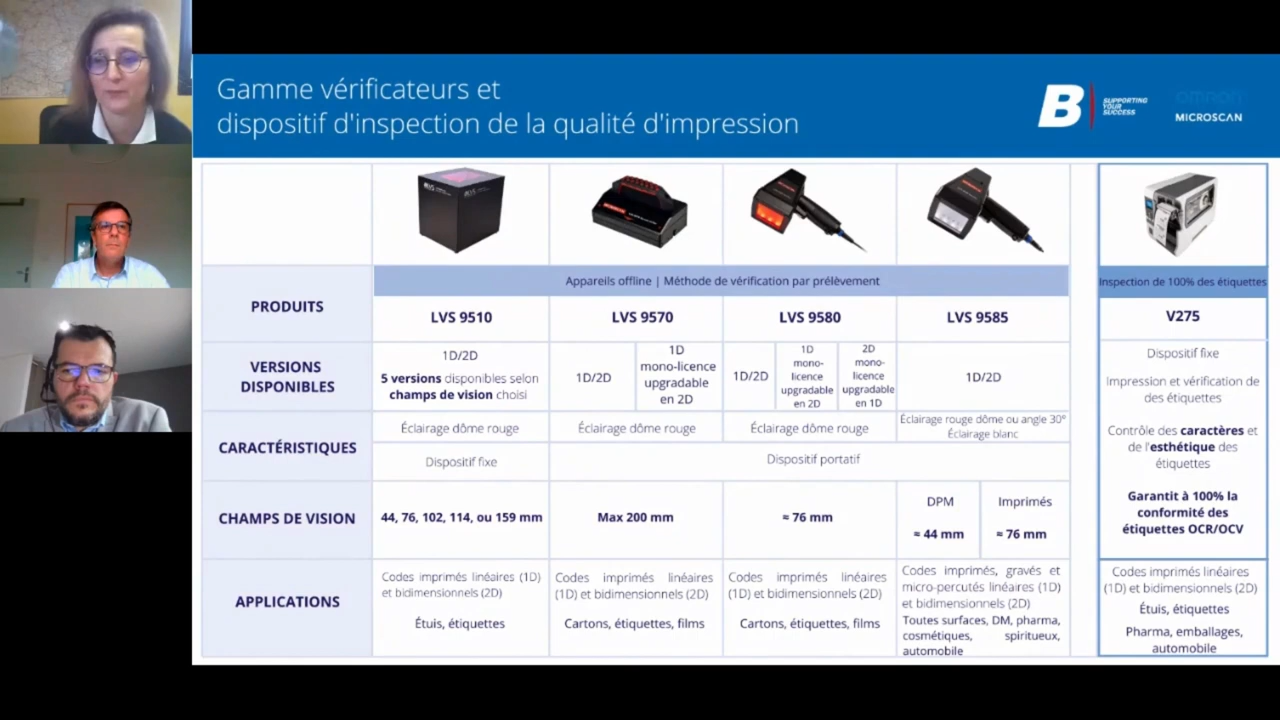 Gamme vérificateurs et
dispositif d'inspection de la qualité d'impression
B
SUPPORTING
YOUR
SUCCESS
omron
MICROSCAN
PRODUITS
Appareils offline | Méthode de vérification par prélèvement
Inspection de 100% des étiquettes
LVS 9510
LVS 9570
LVS 9580
LVS 9585
V275
VERSIONS
DISPONIBLES
1D/2D
5 versions disponibles selon
champs de vision choisi
1D/2D
1D
mono-licence
upgradable
en 2D
1D/2D
1D
mono-
licence
upgradable
en 2D
2D
mono-
licence
upgradable
en 1D
1D/2D
Dispositif fixe
Impression et vérification de
des étiquettes
Contrôle des caractères et
de l'esthétique des
étiquettes
Garantit à 100% la
conformité des
étiquettes OCR/OCV
CARACTÉRISTIQUES
Éclairage dôme rouge
Éclairage dôme rouge
Éclairage dôme rouge
Éclairage rouge dôme ou angle 30°
Éclairage blanc
Dispositif fixe
Dispositif portatif
CHAMPS DE VISION
44, 76, 102, 114, ou 159 mm
Max 200 mm
≈ 76 mm
DPM
≈ 44 mm
Imprimés
≈ 76 mm
APPLICATIONS
Codes imprimés linéaires (1D)
et bidimensionnels (2D)
Étuis, étiquettes
Codes imprimés linéaires
(1D) et bidimensionnels (2D)
Cartons, étiquettes, films
Codes imprimés linéaires
(1D) et bidimensionnels (2D)
Cartons, étiquettes, films
Codes imprimés, gravés et
micro-percutés linéaires (1D)
et bidimensionnels (2D)
Toutes surfaces, DM, pharma,
cosmétiques, spiritueux,
automobile
Codes imprimés linéaires
(1D) et bidimensionnels (2D)
Étuis, étiquettes
Pharma, emballages,
automobile